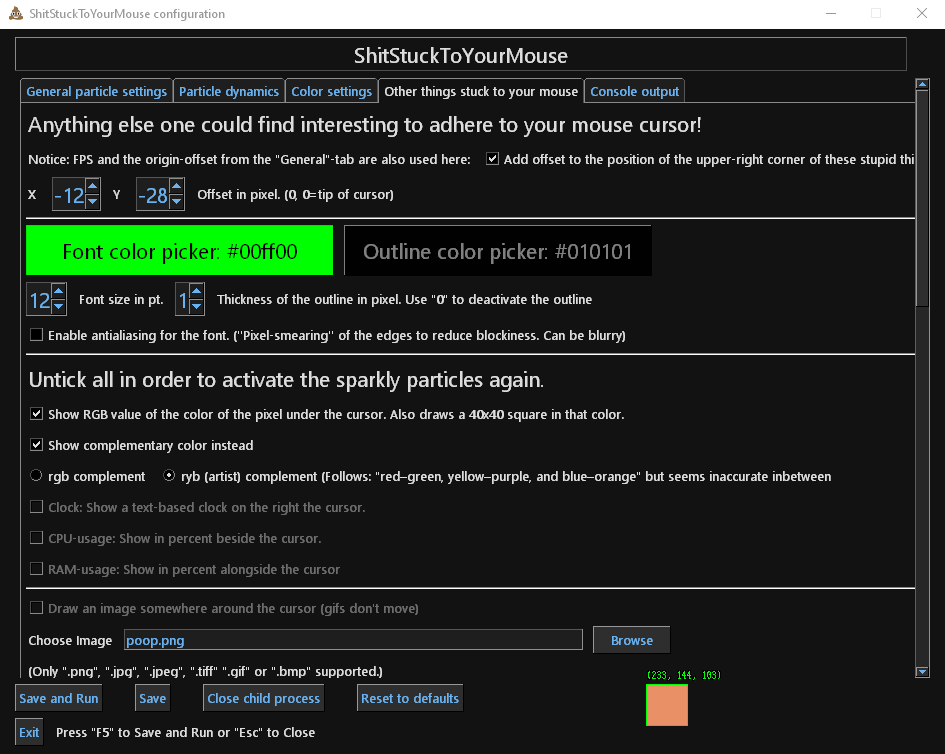 ShitStuckToYourMouse configuration
ShitStuckToYourMouse
General particle settings Particle dynamics Color settings Other things stuck to your mouse Console output
Anything else one could find interesting to adhere to your mouse cursor!
Notice: FPS and the origin-offset from the "General"-tab are also used here: Add offset to the position of the upper-right corner of these stupid thi
X -12 Y -28 Offset in pixel. (0, 0=tip of cursor)
Font color picker: #00ff00 Outline color picker: #010101
12 Font size in pt. 1 Thickness of the outline in pixel. Use "0" to deactivate the outline
Enable antialiasing for the font. ("Pixel-smearing" of the edges to reduce blockiness. Can be blurry)
Untick all in order to activate the sparkly particles again.
Show RGB value of the color of the pixel under the cursor. Also draws a 40x40 square in that color.
Show complementary color instead
rgb complement ryb (artist) complement (Follows: "red–green, yellow–purple, and blue–orange" but seems inaccurate inbetween
Clock: Show a text-based clock on the right the cursor.
CPU-usage: Show in percent beside the cursor.
RAM-usage: Show in percent alongside the cursor
Draw an image somewhere around the cursor (gifs don't move)
Choose Image poop.png Browse
(Only ".png", ".jpg", ".jpeg", ".tiff" ".gif" or ".bmp" supported.)
(233, 144, 103)
Save and Run Save Close child process Reset to defaults
Exit Press "F5" to Save and Run or "Esc" to Close